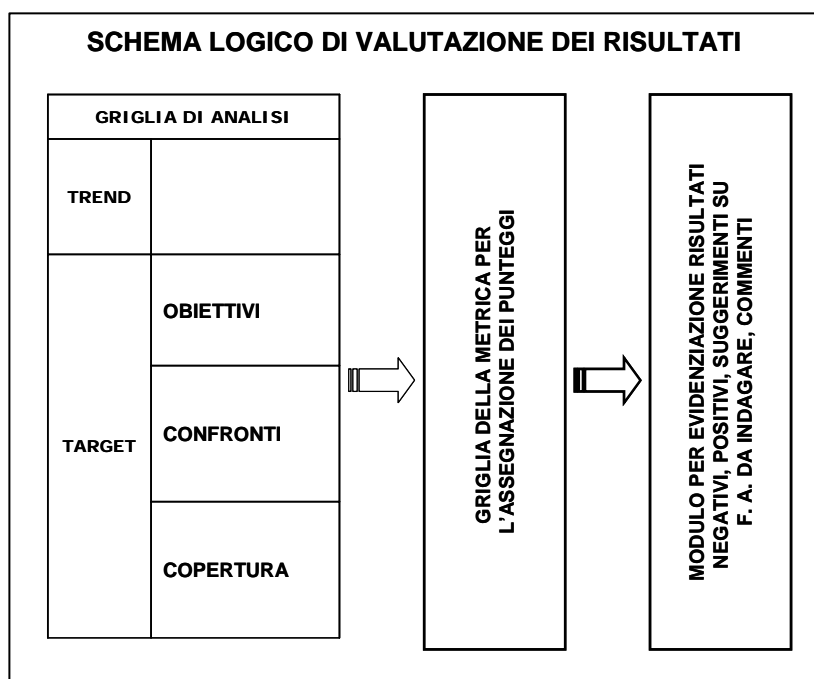 SCHEMA LOGICO DI VALUTAZIONE DEI RISULTATI
GRIGLIA DI ANALISI
TREND
TARGET
OBIETTIVI
CONFRONTI
COPERTURA
GRIGLIA DELLA METRICA PER
L'ASSEGNAZIONE DEI PUNTEGGI
MODULO PER EVIDENZIAZIONE RISULTATI
NEGATIVI, POSITIVI, SUGGERIMENTI SU
F. A. DA INDAGARE, COMMENTI